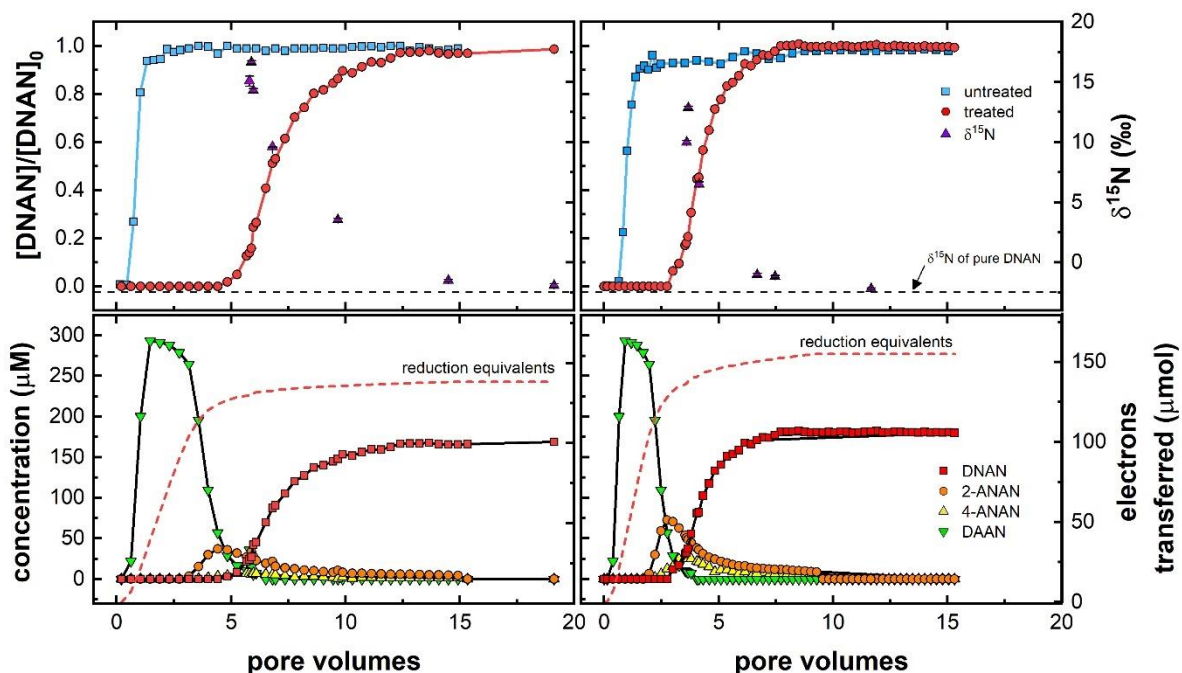 [DNAN]/[DNAN]0
1.0
0.8
0.6
0.4
0.2
0.0
untreated
treated
δ15N
δ15N of pure DNAN
20
15
10
5
0
δ15N (‰)
concentration (µM)
300
250
200
150
100
50
0
reduction equivalents
reduction equivalents
DNAN
2-ANAN
4-ANAN
DAAN
150
100
50
0
electrons
transferred (µmol)
0 5 10 15 20
0 5 10 15 20
pore volumes
pore volumes